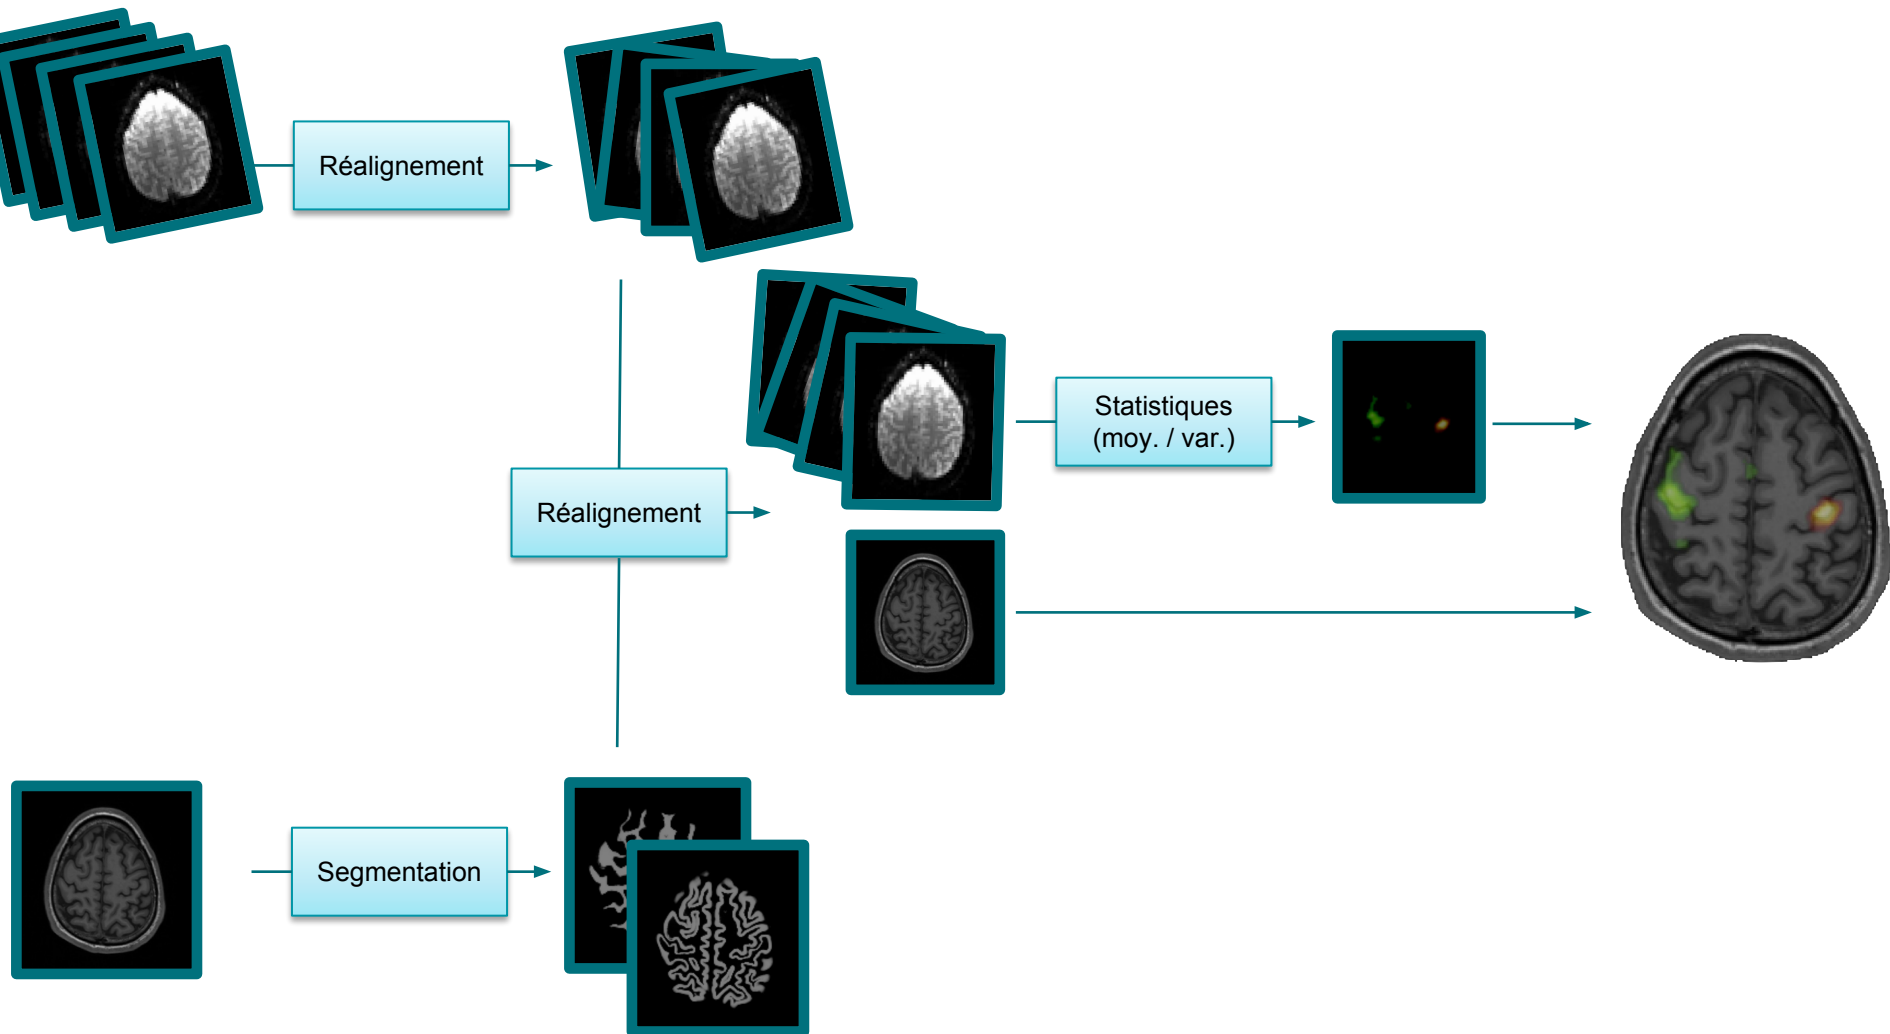 Réalignement
Statistiques
(moy. / var.)
Réalignement
Segmentation